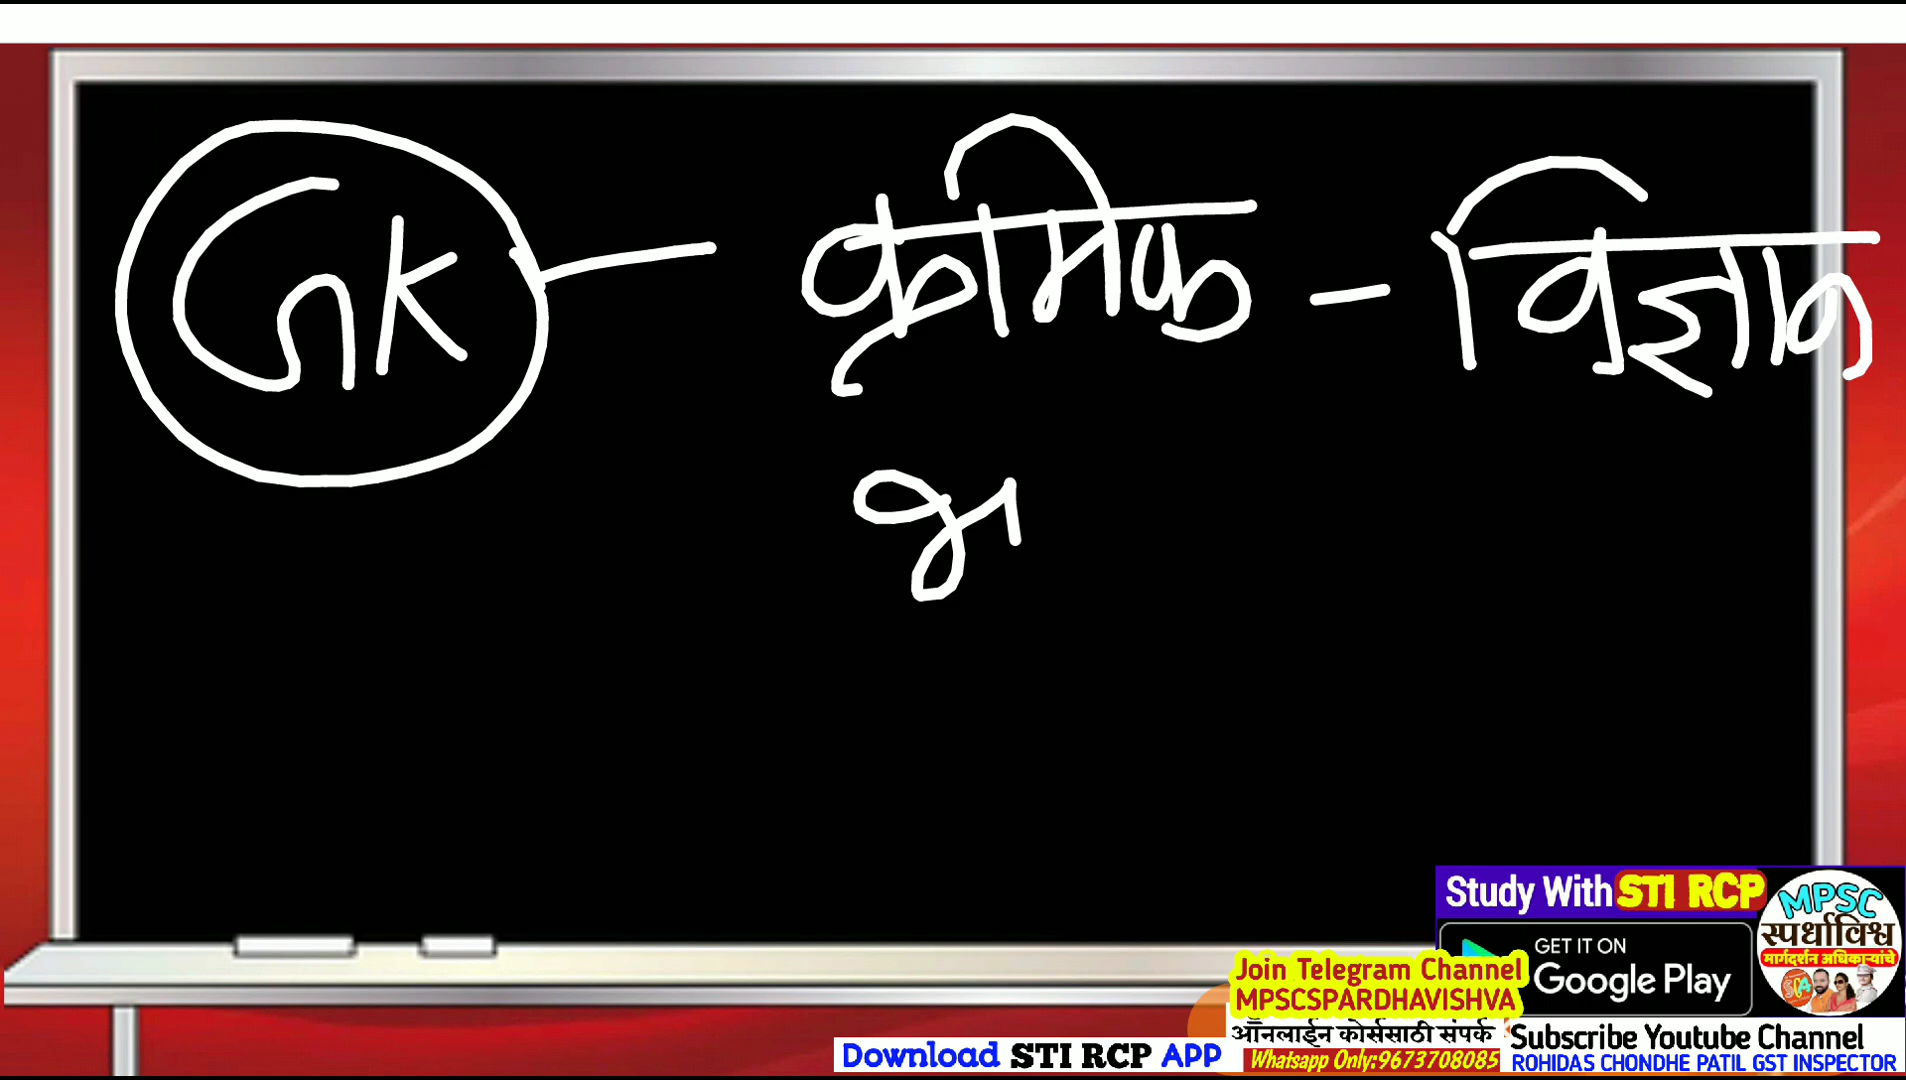 GK - क्रमिक - विज्ञान
भ
Study With STI RCP
GET IT ON
Google Play
MPSC
स्पर्धाविश्व
मार्गदर्शन अधिकाऱ्यांचे
Join Telegram Channel
MPSCSPARDHAVISHVA
ऑनलाईन कोर्ससाठी संपर्क
Whatsapp Only:9673708085
Download STI RCP APP
Subscribe Youtube Channel
ROHIDAS CHONDHE PATIL GST INSPECTOR